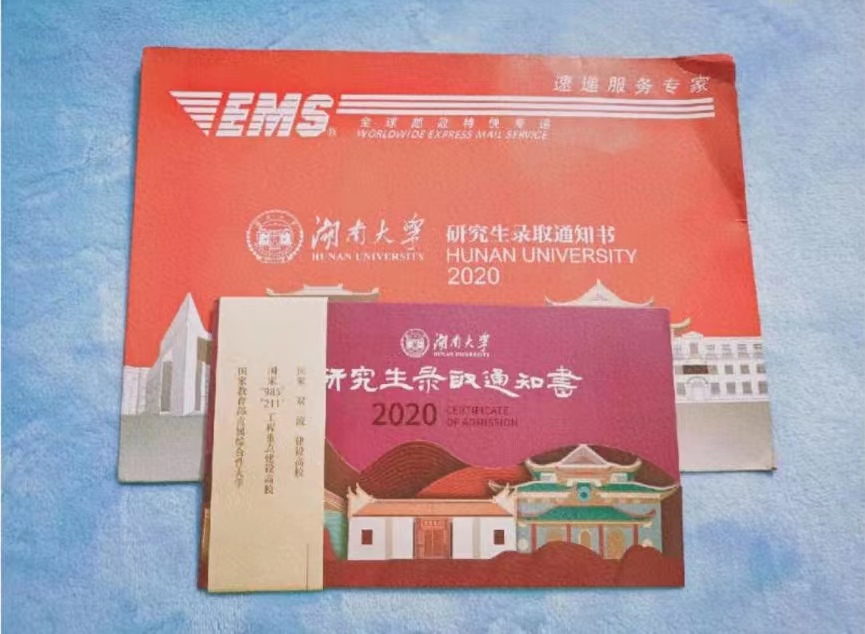 速递服务专家
EMS®
全球邮政特快专递
WORLDWIDE EXPRESS MAIL SERVICE
湖南大学
HUNAN UNIVERSITY
研究生录取通知书
HUNAN UNIVERSITY
2020
湖南大学
HUNAN UNIVERSITY
研究生录取通知書
2020
CERTIFICATE
OF ADMISSION
国家"双一流"建设高校
国家"985""211"工程重点建设高校
国家教育部直属综合性大学